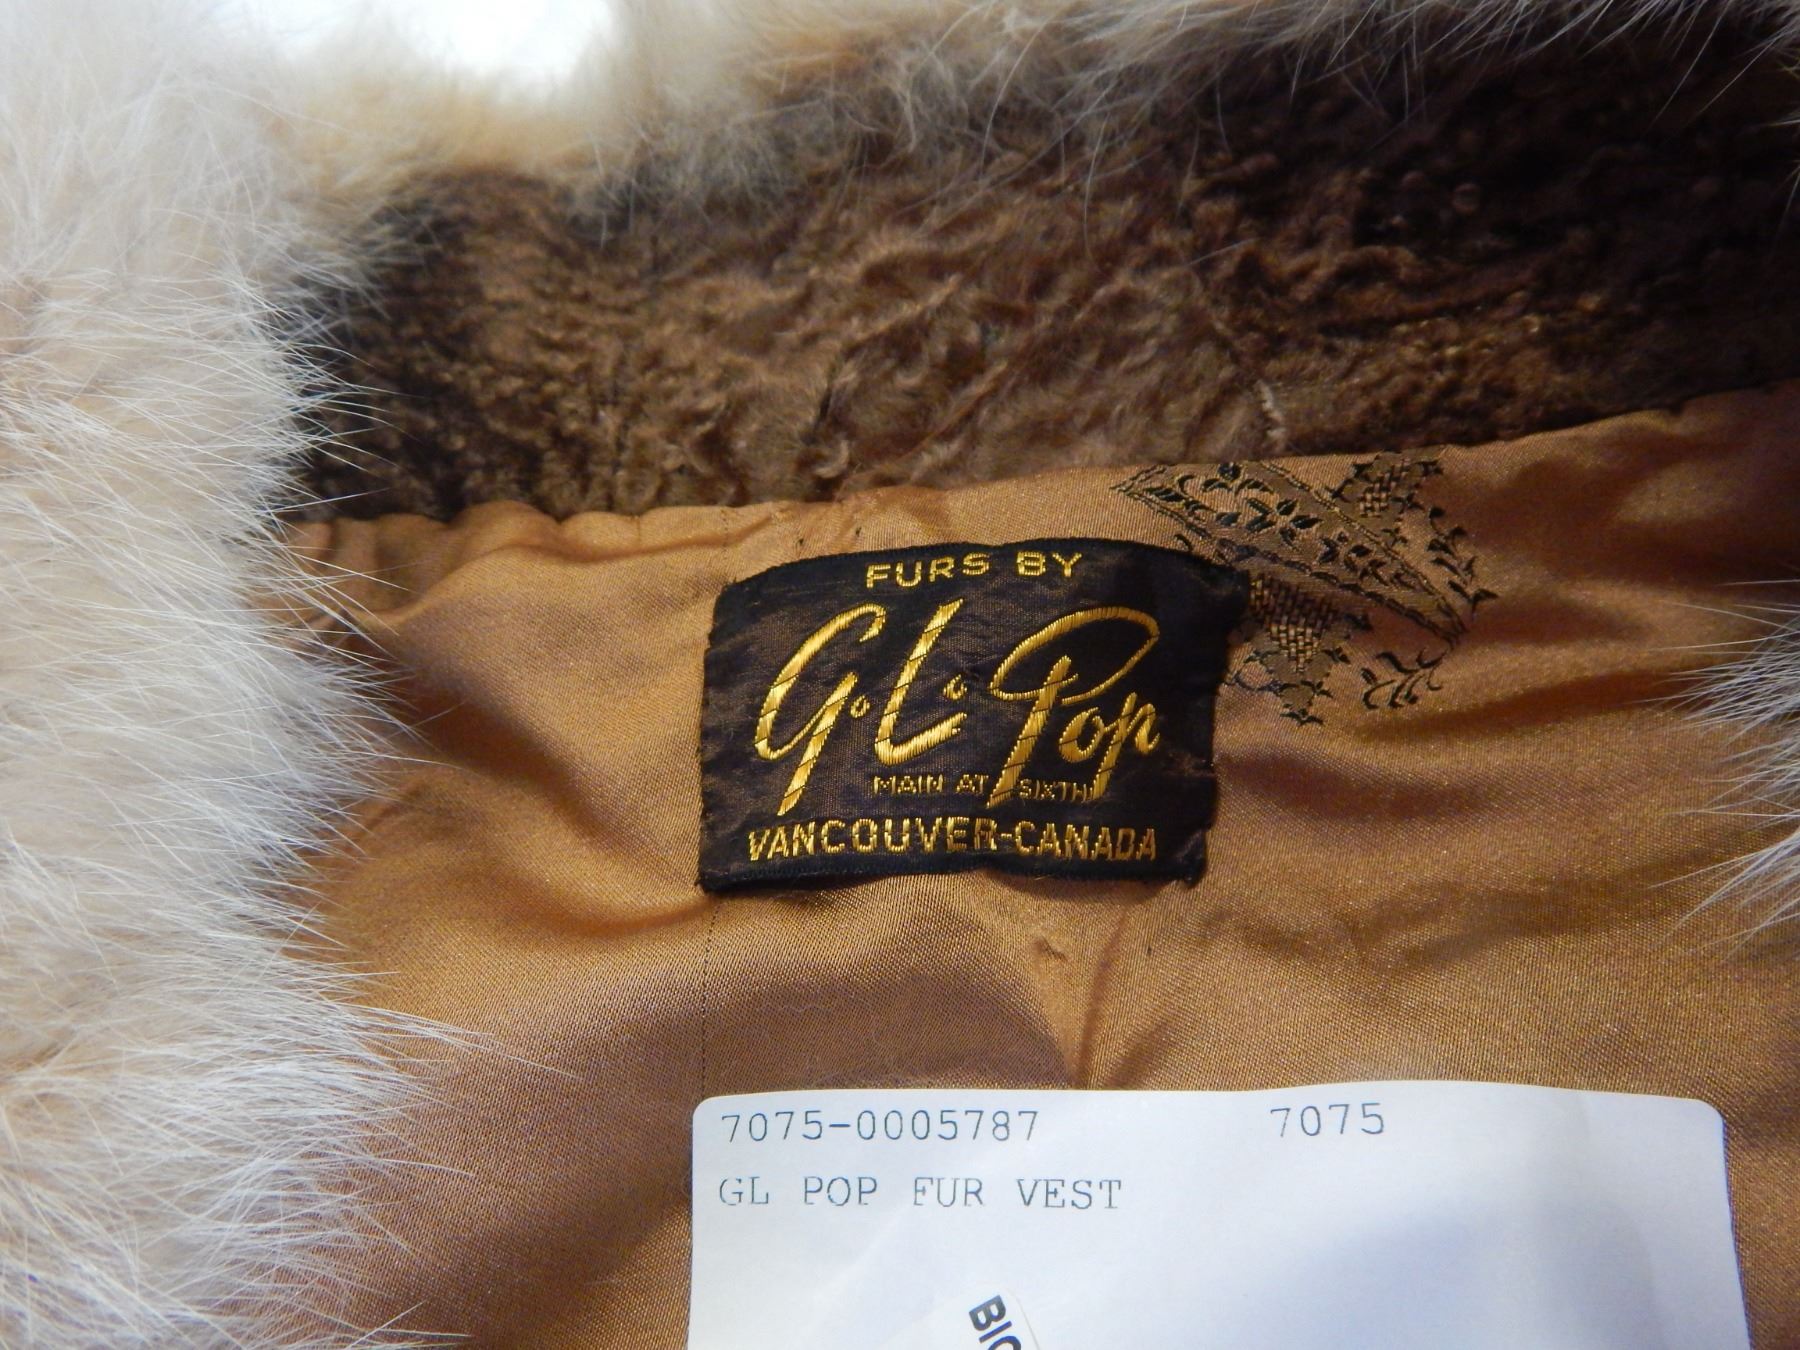 FURS BY
G. L. Pop
MAIN AT SIXTH
VANCOUVER-CANADA
7075-0005787 7075
GL POP FUR VEST